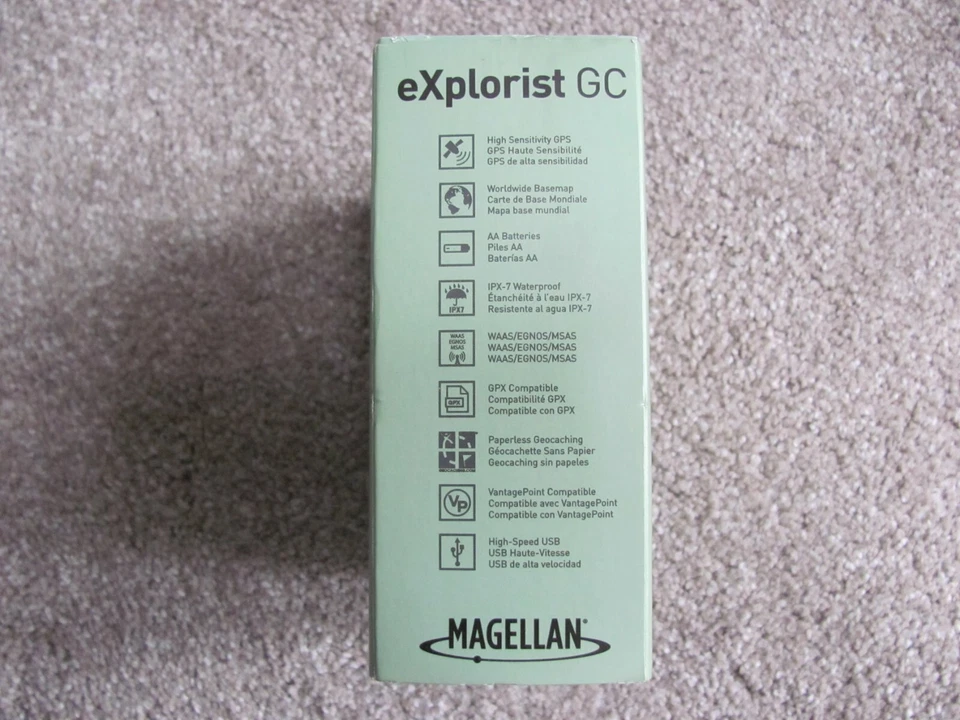 eXplorist GC
High Sensitivity GPS
GPS Haute Sensibilité
GPS de alta sensibilidad
Worldwide Basemap
Carte de Base Mondiale
Mapa base mundial
AA Batteries
Piles AA
Baterías AA
IPX7
IPX-7 Waterproof
Étanchéité à l'eau IPX-7
Resistente al agua IPX-7
WAAS
EGNOS
MSAS
WAAS/EGNOS/MSAS
WAAS/EGNOS/MSAS
WAAS/EGNOS/MSAS
GPX
GPX Compatible
Compatibilité GPX
Compatible con GPX
Paperless Geocaching
Géocachette Sans Papier
Geocaching sin papeles
VP
VantagePoint Compatible
Compatible avec VantagePoint
Compatible con VantagePoint
High-Speed USB
USB Haute-Vitesse
USB de alta velocidad
MAGELLAN®